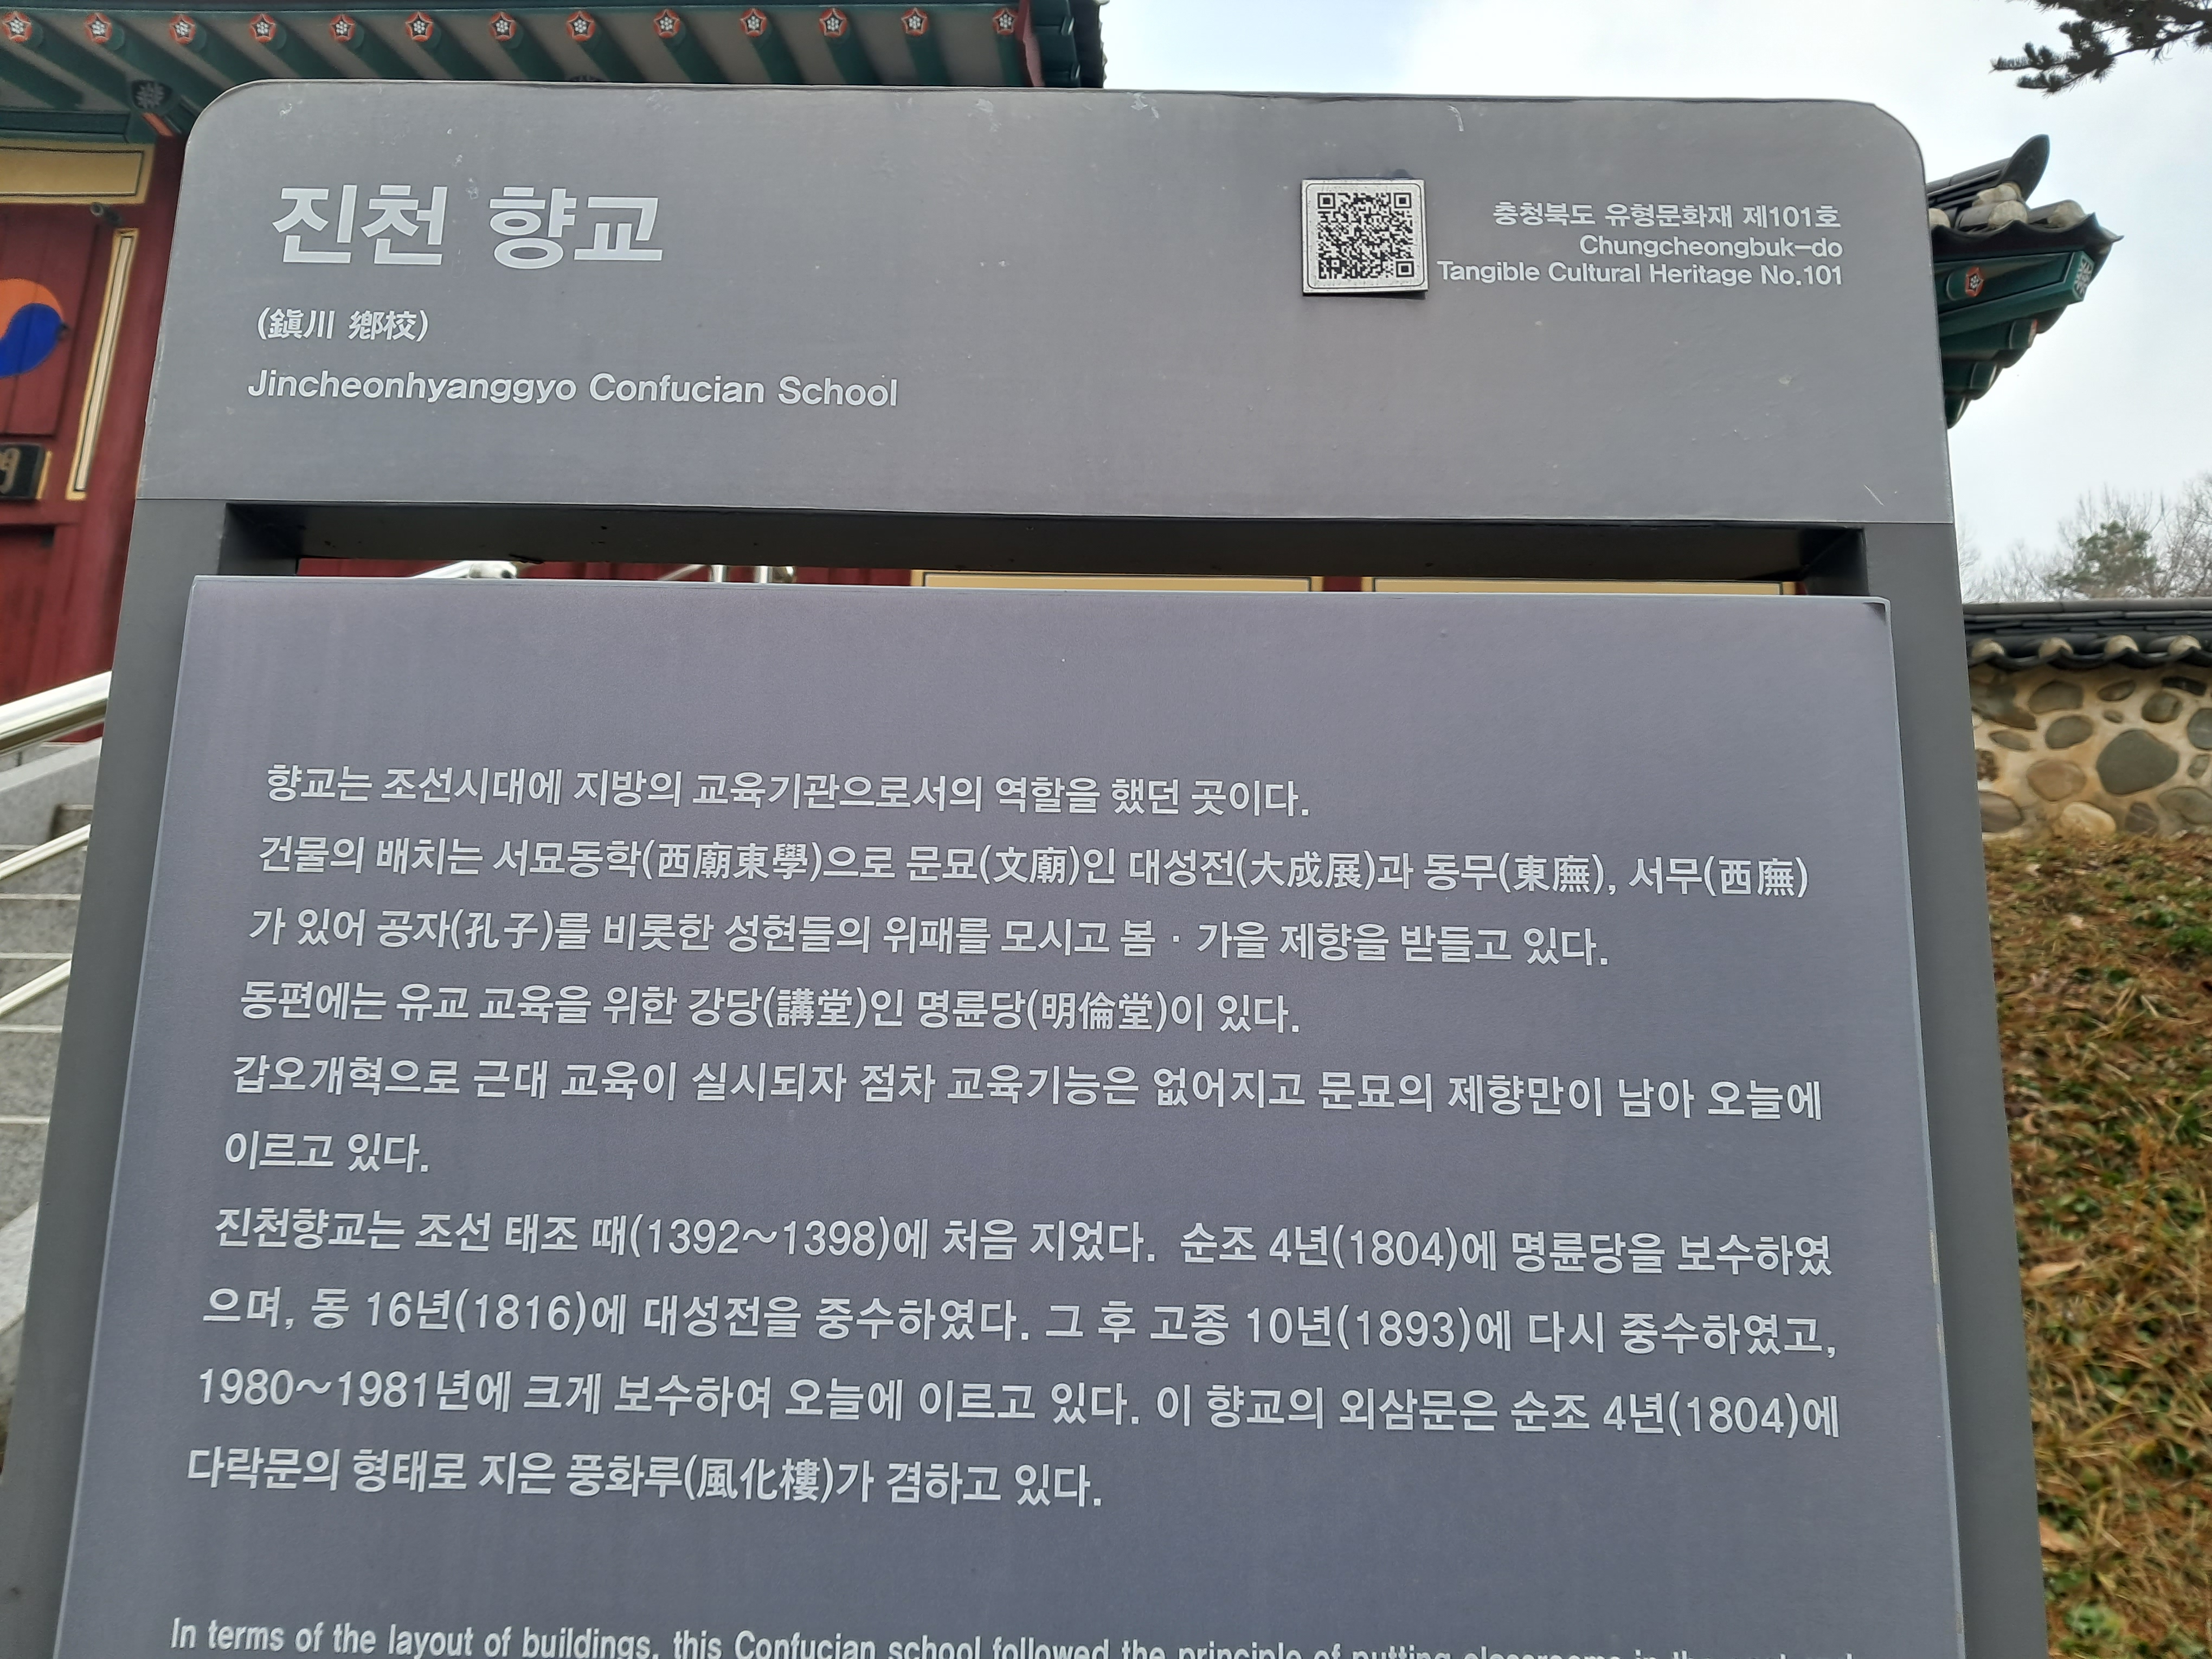 진천 향교
(鎭川 鄕校)
Jincheonhyanggyo Confucian School
충청북도 유형문화재 제101호
Chungcheongbuk-do
Tangible Cultural Heritage No.101
향교는 조선시대에 지방의 교육기관으로서의 역할을 했던 곳이다.
건물의 배치는 서묘동학(西廟東學)으로 문묘(文廟)인 대성전(大成展)과 동무(東廡), 서무(西廡)
가 있어 공자(孔子)를 비롯한 성현들의 위패를 모시고 봄 · 가을 제향을 받들고 있다.
동편에는 유교 교육을 위한 강당(講堂)인 명륜당(明倫堂)이 있다.
갑오개혁으로 근대 교육이 실시되자 점차 교육기능은 없어지고 문묘의 제향만이 남아 오늘에
이르고 있다.
진천향교는 조선 태조 때(1392~1398)에 처음 지었다. 순조 4년(1804)에 명륜당을 보수하였
으며, 동 16년(1816)에 대성전을 중수하였다. 그 후 고종 10년(1893)에 다시 중수하였고,
1980~1981년에 크게 보수하여 오늘에 이르고 있다. 이 향교의 외삼문은 순조 4년(1804)에
다락문의 형태로 지은 풍화루(風化樓)가 겸하고 있다.
In terms of the layout of buildings, this Confucian school followed the principle of putting classrooms in the